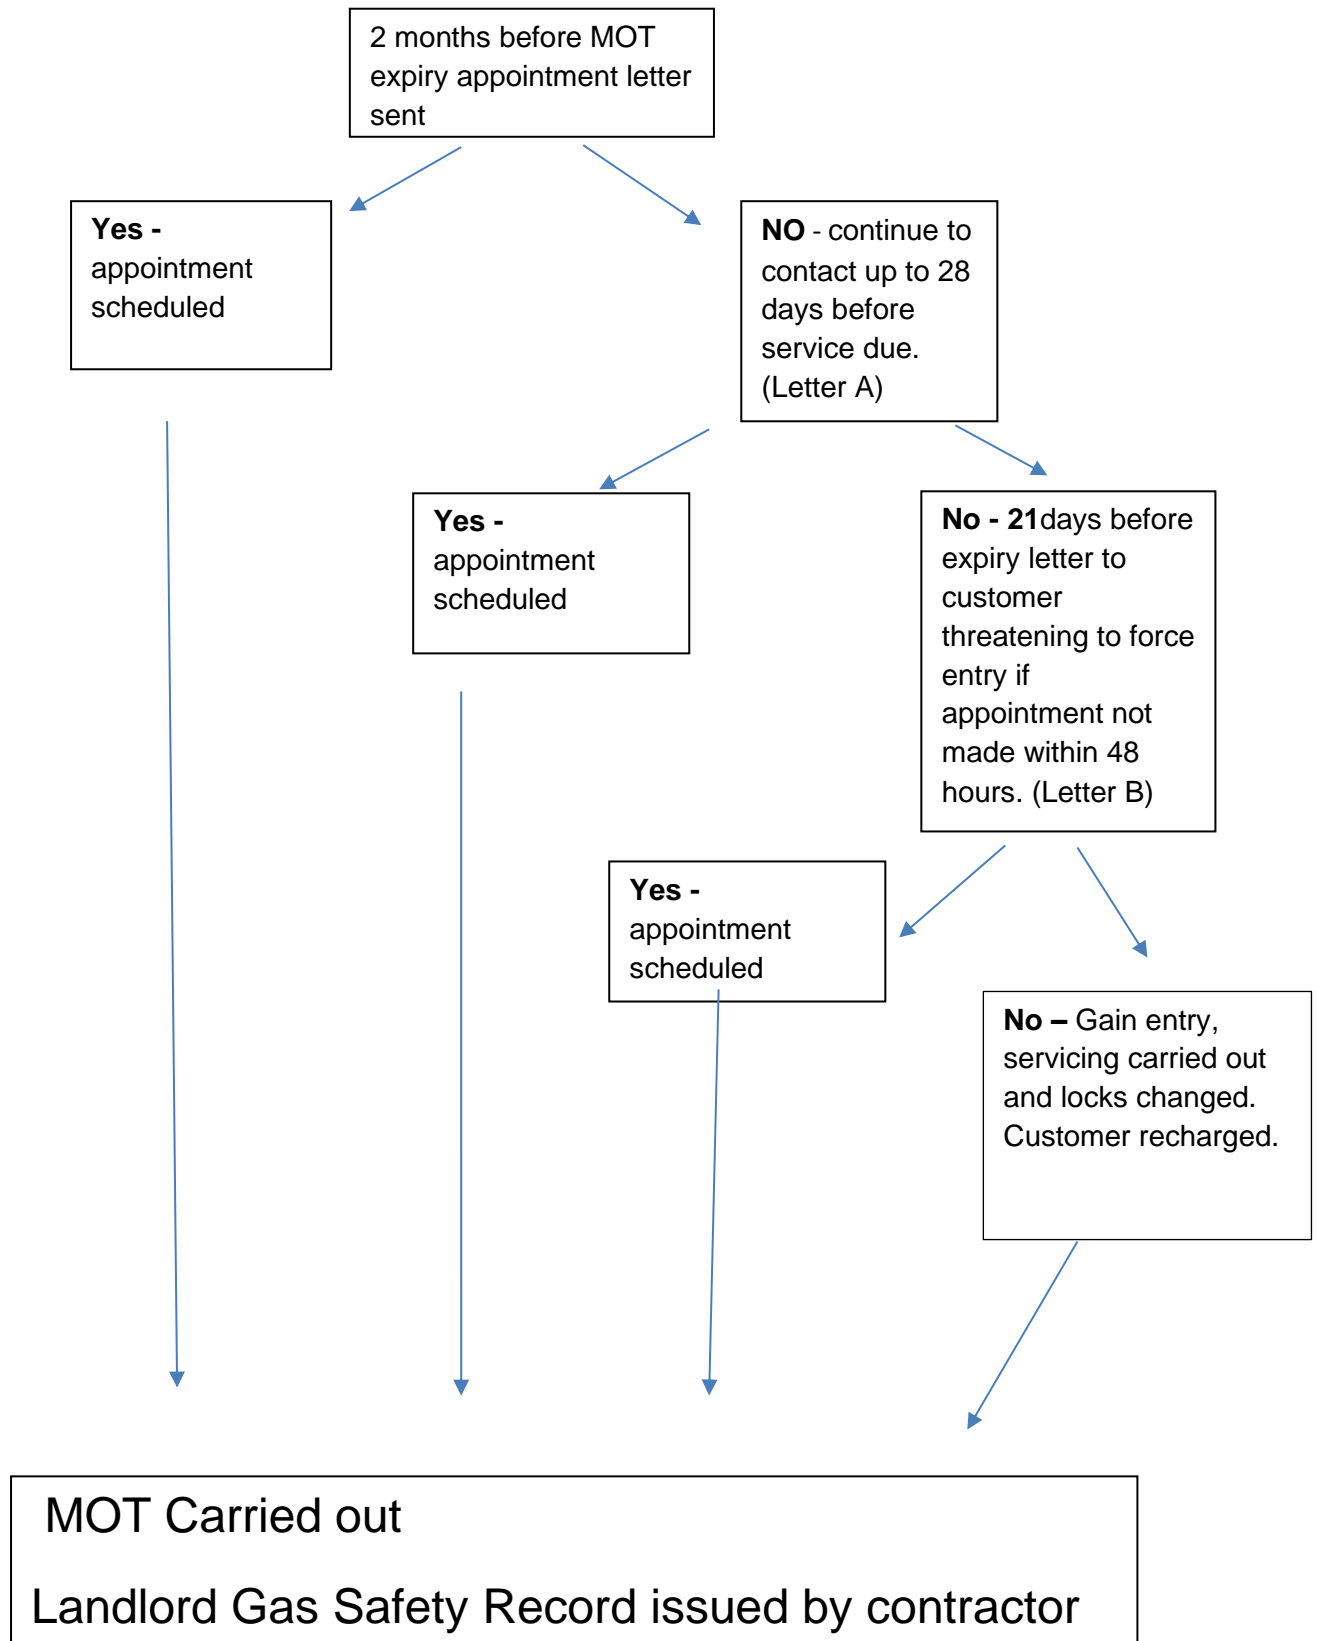 2 months before MOT
expiry appointment letter
sent
Yes -
appointment
scheduled
NO - continue to
contact up to 28
days before
service due.
(Letter A)
Yes -
appointment
scheduled
No - 21days before
expiry letter to
customer
threatening to force
entry if
appointment not
made within 48
hours. (Letter B)
Yes -
appointment
scheduled
No – Gain entry,
servicing carried out
and locks changed.
Customer recharged.
MOT Carried out
Landlord Gas Safety Record issued by contractor